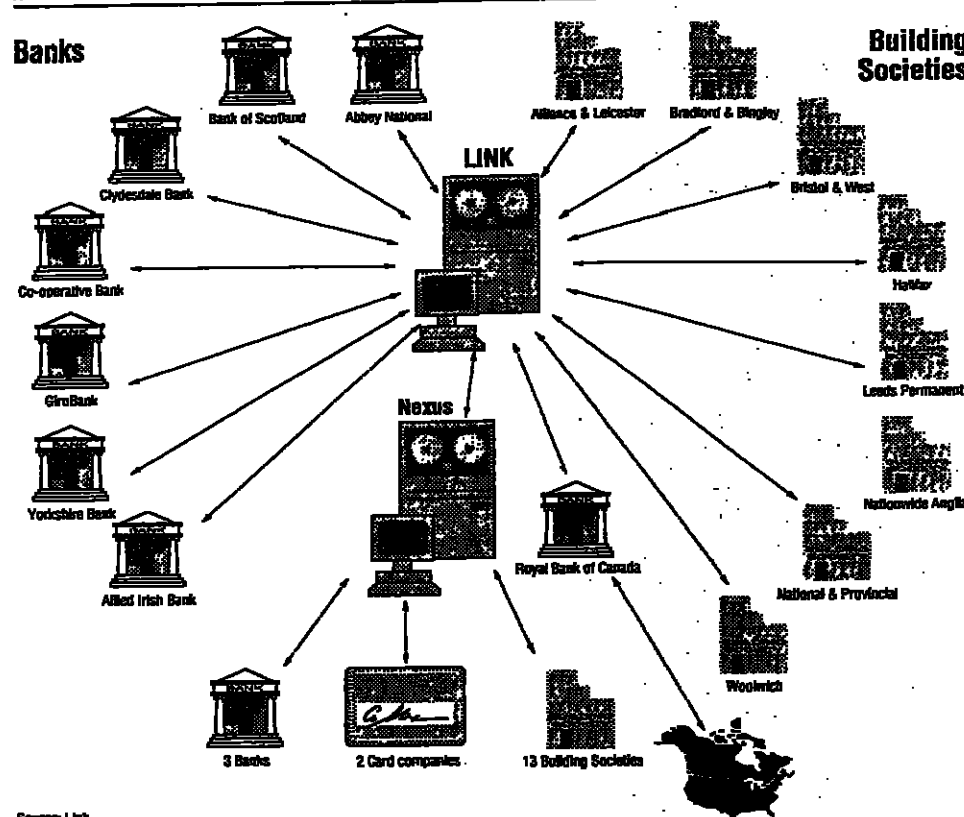 Banks
Building
Societies
Bank of Scotland
Abbey National
Alliance & Leicester
Bradford & Bingley
LINK
Clydesdale Bank
Bristol & West
Co-operative Bank
Halifax
GiroBank
Leeds Permanent
Nexus
Yorkshire Bank
Nationwide Anglia
Royal Bank of Canada
Allied Irish Bank
National & Provincial
Woolwich
3 Banks
2 Card companies
13 Building Societies
Source: Link